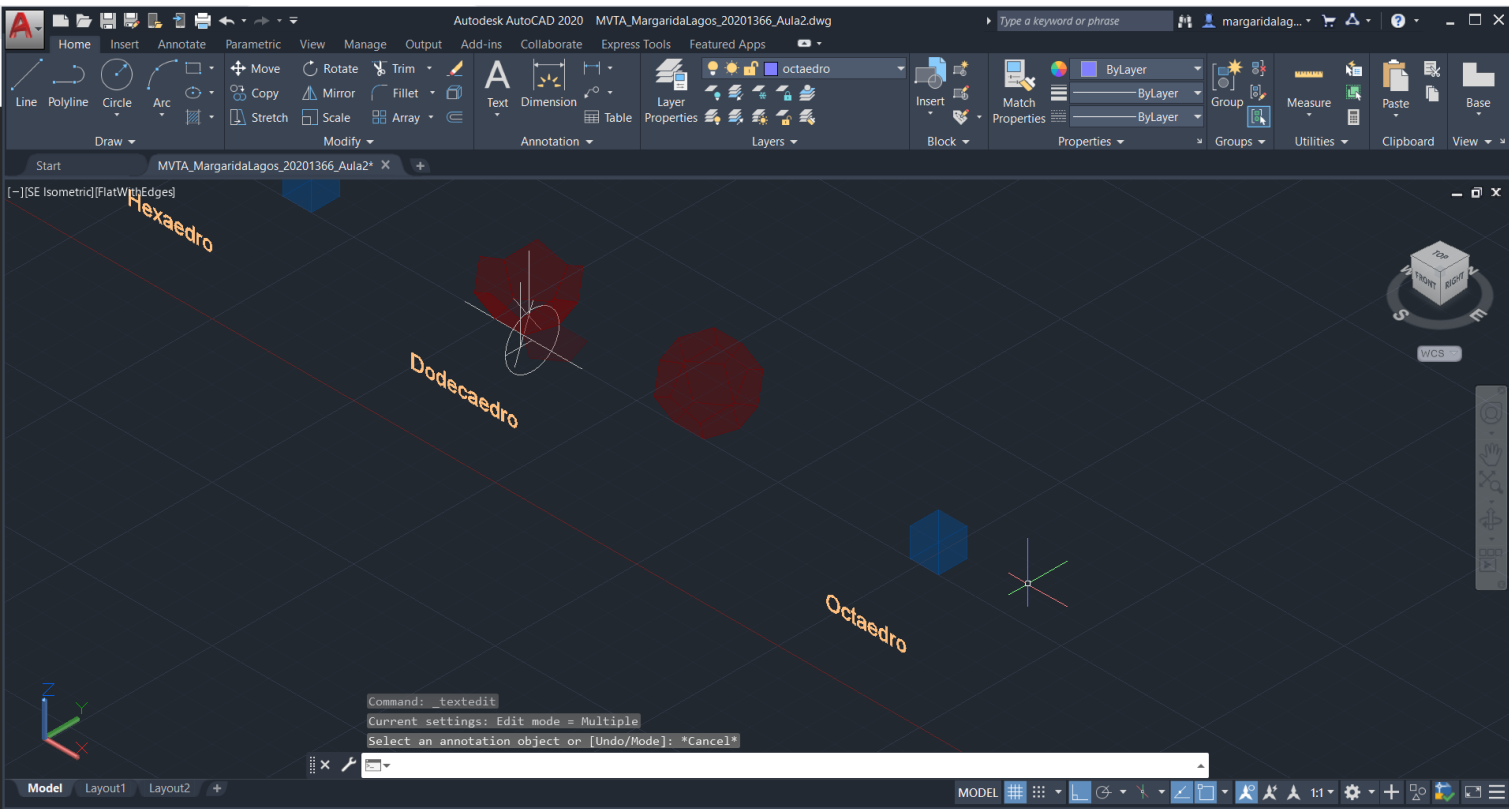 Autodesk AutoCAD 2020 MVTA_MargaridaLagos_20201366_Aula2.dwg
Type a keyword or phrase
margaridalag...
Home Insert Annotate Parametric View Manage Output Add-ins Collaborate Express Tools Featured Apps
Line Polyline Circle Arc
Move Rotate Trim
Copy Mirror Fillet
Stretch Scale Array
Text Dimension
Table
Layer
Properties
octaedro
Insert
Match
Properties
ByLayer
ByLayer
ByLayer
Group
Measure
Paste
Base
Draw Modify Annotation Layers Block Properties Groups Utilities Clipboard View
Start MVTA_MargaridaLagos_20201366_Aula2*
[−][SE Isometric][FlatWithEdges]
Hexaedro
Dodecaedro
Octaedro
TOP
FRONT RIGHT
W N
S E
WCS
Z
Y
X
Command: _textedit
Current settings: Edit mode = Multiple
Select an annotation object or [Undo/Mode]: *Cancel*
Model Layout1 Layout2
MODEL 1:1